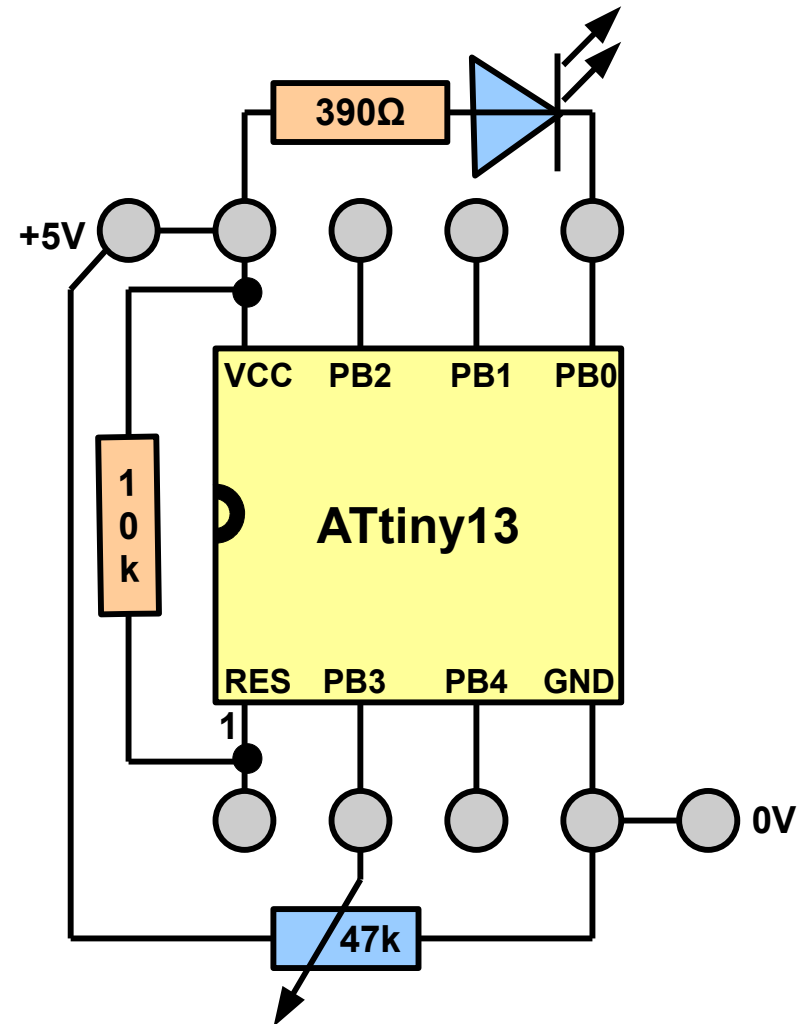 390Ω
+5V
VCC PB2 PB1 PB0
1
0
k
ATtiny13
RES PB3 PB4 GND
1
0V
47k